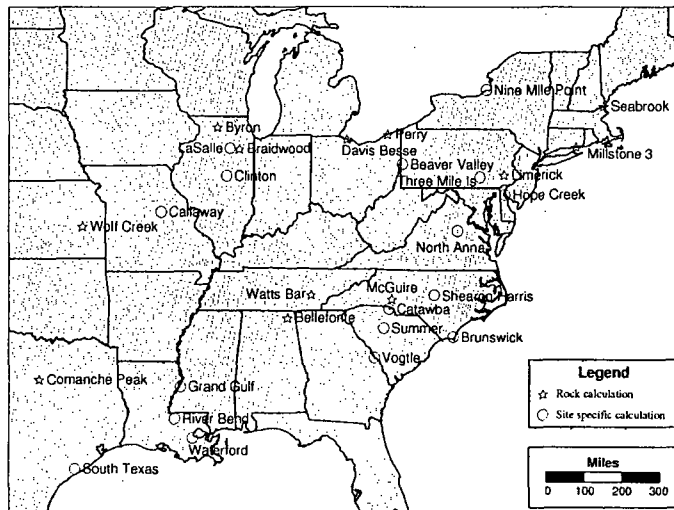 Nine Mile Point
Seabrook
Byron
Perry
LaSalle
Braidwood
Davis Besse
Millstone 3
Beaver Valley
Clinton
Three Mile Is
Limerick
Hope Creek
Callaway
Wolf Creek
North Anna
McGuire
Watts Bar
Shearon Harris
Catawba
Bellefonte
Summer
Brunswick
Vogtle
Comanche Peak
Grand Gulf
River Bend
Waterford
South Texas
Legend
Rock calculation
Site specific calculation
Miles
0 100 200 300